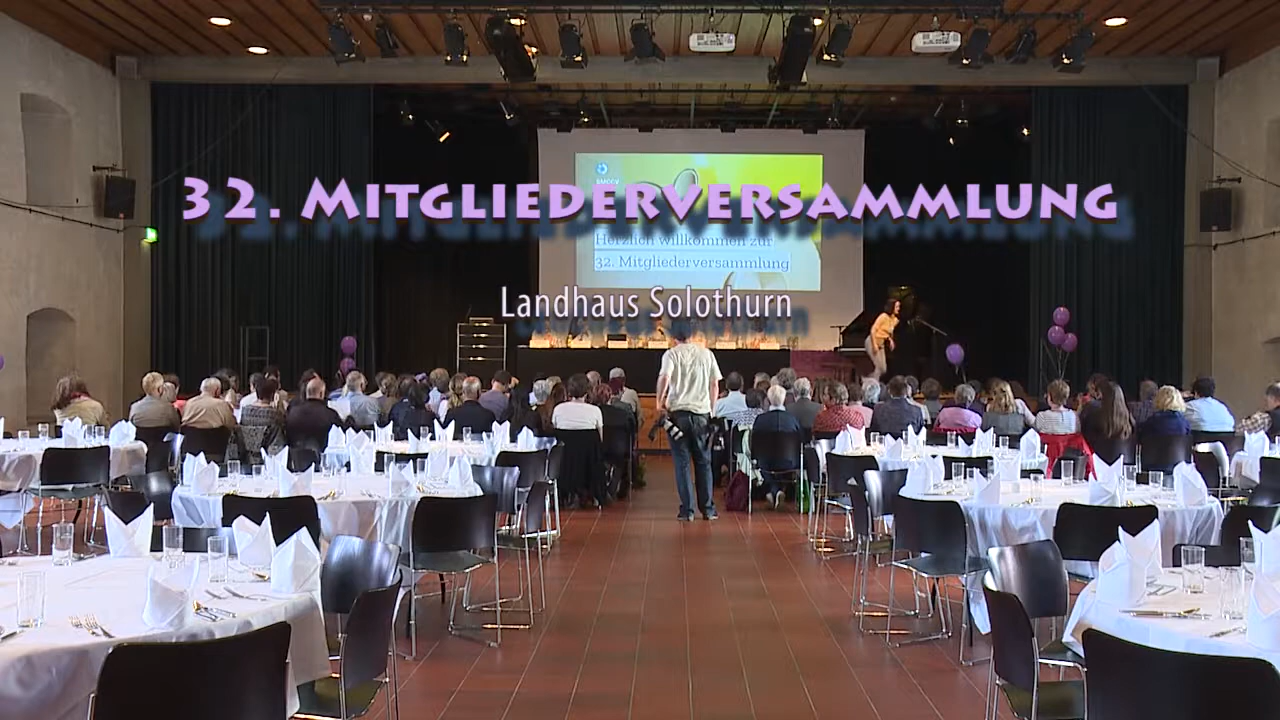 32. Mitgliederversammlung
Herzlich willkommen zur
32. Mitgliederversammlung
Landhaus Solothurn